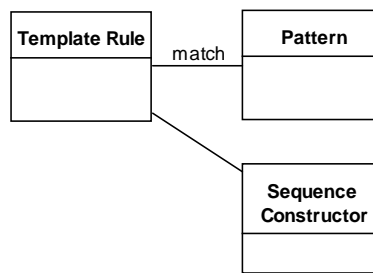 Template Rule
match
Pattern
Sequence
Constructor